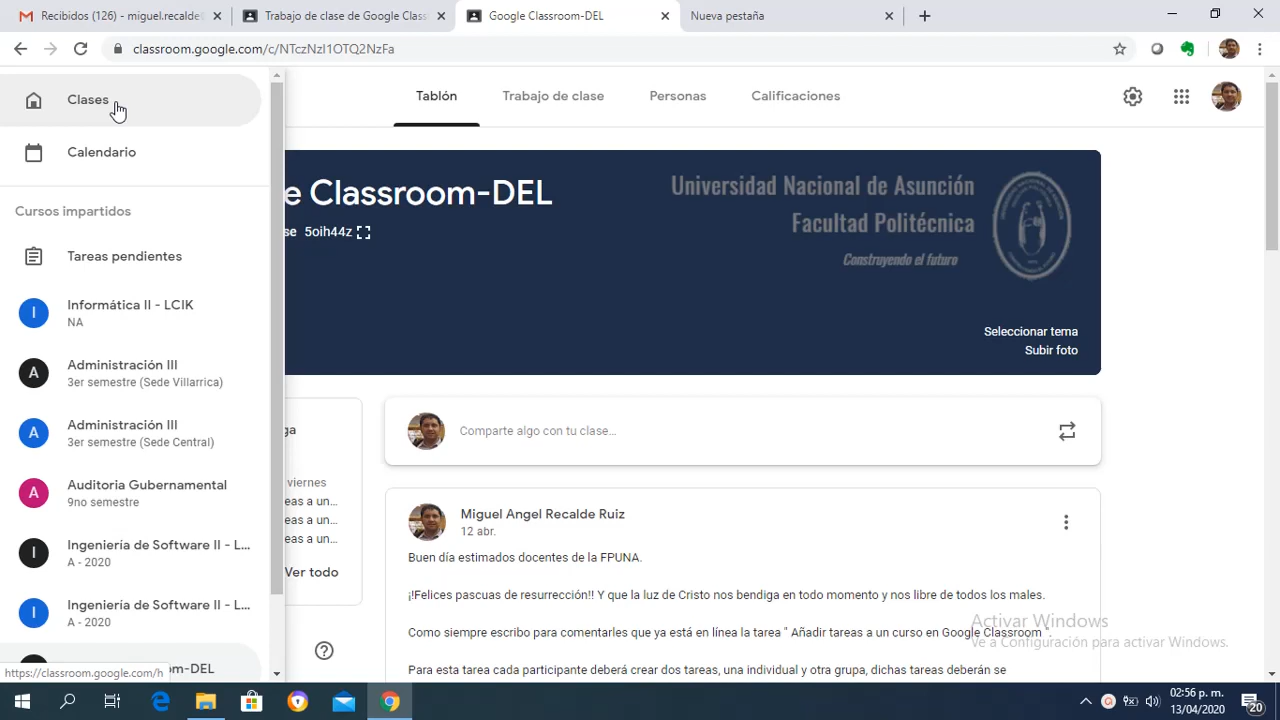 Recibidos (126) - miguel.recalde
Trabajo de clase de Google Classr
Google Classroom-DEL
Nueva pestaña
classroom.google.com/c/NTczNzI1OTQ2NzFa
Clases
Calendario
Cursos impartidos
Tareas pendientes
I
Informática II - LCIK
NA
A
Administración III
3er semestre (Sede Villarrica)
A
Administración III
3er semestre (Sede Central)
A
Auditoria Gubernamental
9no semestre
I
Ingeniería de Software II - L...
A - 2020
I
Ingeniería de Software II - L...
A - 2020
om-DEL
https://classroom.google.com/h
Tablón
Trabajo de clase
Personas
Calificaciones
e Classroom-DEL
se 5oih44z
Universidad Nacional de Asunción
Facultad Politécnica
Construyendo el futuro
Seleccionar tema
Subir foto
ga
viernes
eas a un...
eas a un...
eas a un...
Ver todo
Comparte algo con tu clase...
Miguel Angel Recalde Ruiz
12 abr.
Buen día estimados docentes de la FPUNA.
¡!Felices pascuas de resurrección!! Y que la luz de Cristo nos bendiga en todo momento y nos libre de todos los males.
Como siempre escribo para comentarles que ya está en línea la tarea " Añadir tareas a un curso en Google Classroom ".
Para esta tarea cada participante deberá crear dos tareas, una individual y otra grupa, dichas tareas deberán se
Activar Windows
Ve a Configuración para activar Windows.
02:56 p. m.
13/04/2020
20